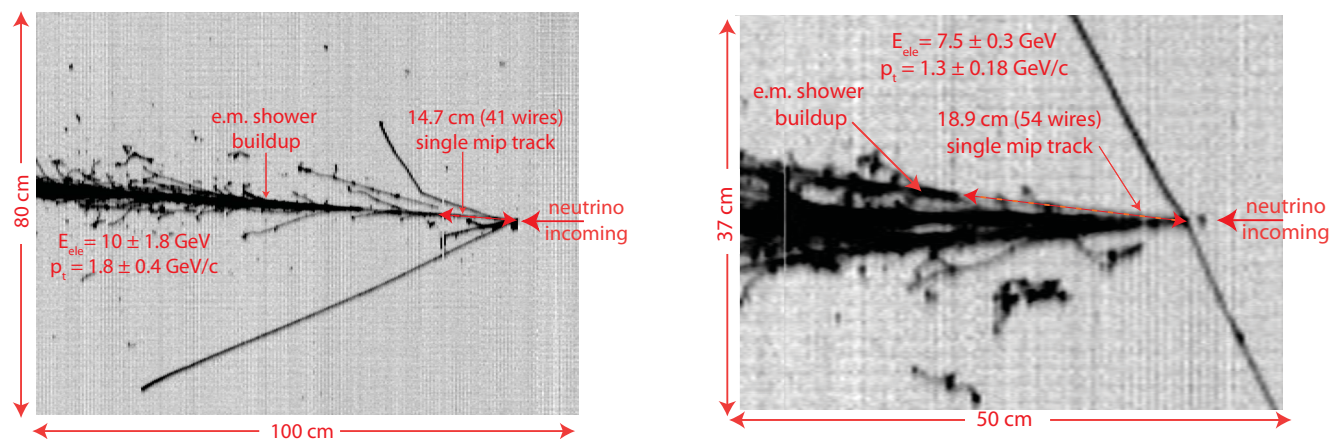 80 cm
e.m. shower
buildup
14.7 cm (41 wires)
single mip track
neutrino
incoming
E_ele = 10 ± 1.8 GeV
p_t = 1.8 ± 0.4 GeV/c
100 cm
37 cm
E_ele = 7.5 ± 0.3 GeV
p_t = 1.3 ± 0.18 GeV/c
e.m. shower
buildup
18.9 cm (54 wires)
single mip track
neutrino
incoming
50 cm